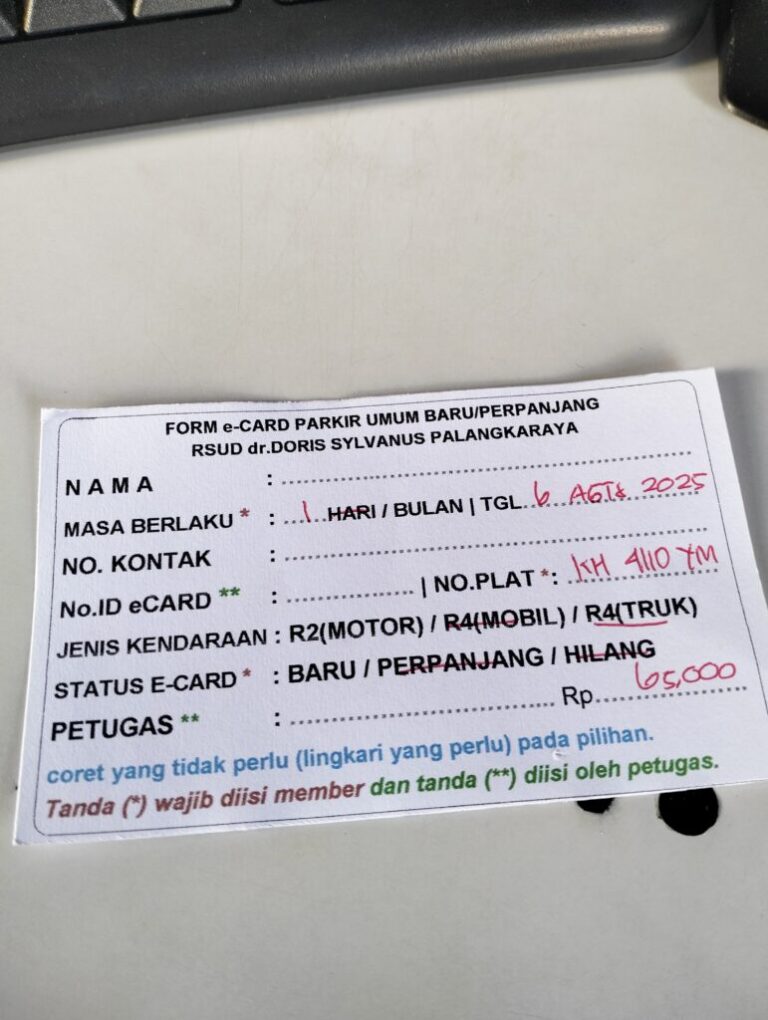 FORM e-CARD PARKIR UMUM BARU/PERPANJANG
RSUD dr.DORIS SYLVANUS PALANGKARAYA
N A M A : ..............................
MASA BERLAKU * : ....1..HARI / BULAN | TGL. 6 AGTS 2025
NO. KONTAK : ..............................
No.ID eCARD ** : .................... | NO.PLAT *: KH 4110 YM
JENIS KENDARAAN : R2(MOTOR) / R4(MOBIL) / R4(TRUK)
STATUS E-CARD * : BARU / PERPANJANG / HILANG
PETUGAS ** : .............................. Rp. 65,000
coret yang tidak perlu (lingkari yang perlu) pada pilihan.
Tanda (*) wajib diisi member dan tanda (**) diisi oleh petugas.